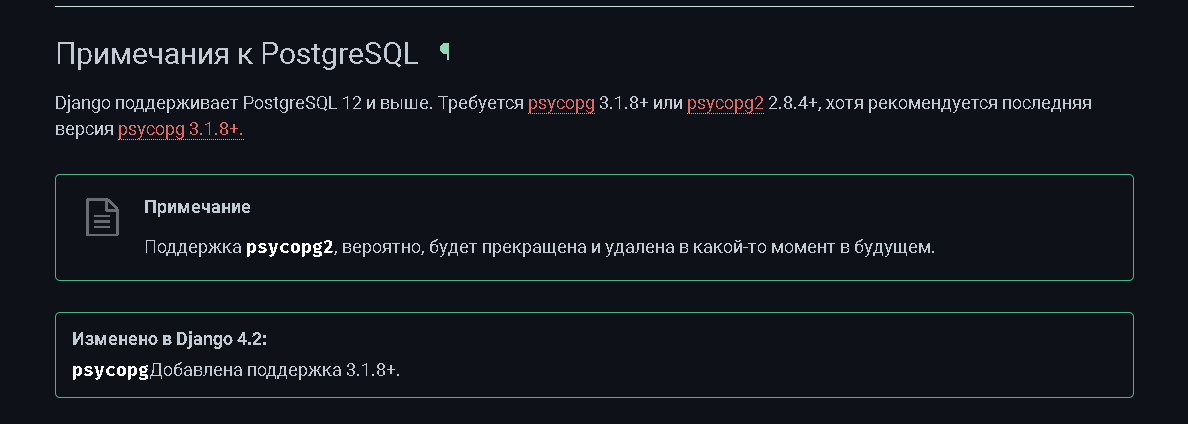 Примечания к PostgreSQL ¶
Django поддерживает PostgreSQL 12 и выше. Требуется psycopg 3.1.8+ или psycopg2 2.8.4+, хотя рекомендуется последняя
версия psycopg 3.1.8+.
Примечание
Поддержка psycopg2, вероятно, будет прекращена и удалена в какой-то момент в будущем.
Изменено в Django 4.2:
psycopgДобавлена поддержка 3.1.8+.